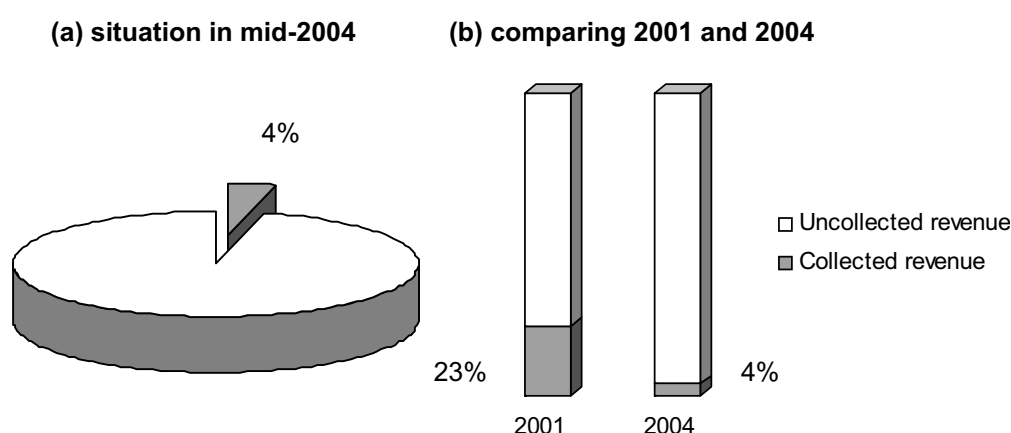 (a) situation in mid-2004
(b) comparing 2001 and 2004
4%
23%
4%
2001
2004
Uncollected revenue
Collected revenue